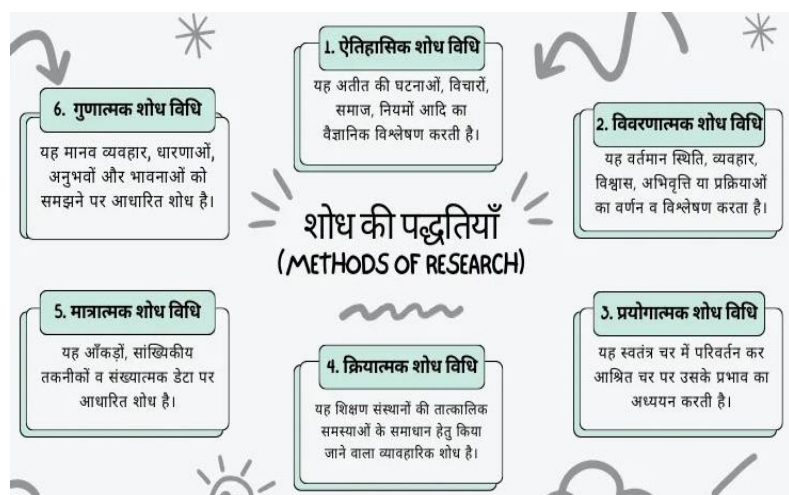 शोध की पद्धतियाँ
(METHODS OF RESEARCH)
1. ऐतिहासिक शोध विधि
यह अतीत की घटनाओं, विचारों,
समाज, नियमों आदि का
वैज्ञानिक विश्लेषण करती है।
2. विवरणात्मक शोध विधि
यह वर्तमान स्थिति, व्यवहार,
विश्वास, अभिवृत्ति या प्रक्रियाओं
का वर्णन व विश्लेषण करता है।
3. प्रयोगात्मक शोध विधि
यह स्वतंत्र चर में परिवर्तन कर
आश्रित चर पर उसके प्रभाव का
अध्ययन करती है।
4. क्रियात्मक शोध विधि
यह शिक्षण संस्थानों की तात्कालिक
समस्याओं के समाधान हेतु किया
जाने वाला व्यावहारिक शोध है।
5. मात्रात्मक शोध विधि
यह आँकड़ों, सांख्यिकीय
तकनीकों व संख्यात्मक डेटा पर
आधारित शोध है।
6. गुणात्मक शोध विधि
यह मानव व्यवहार, धारणाओं,
अनुभवों और भावनाओं को
समझने पर आधारित शोध है।